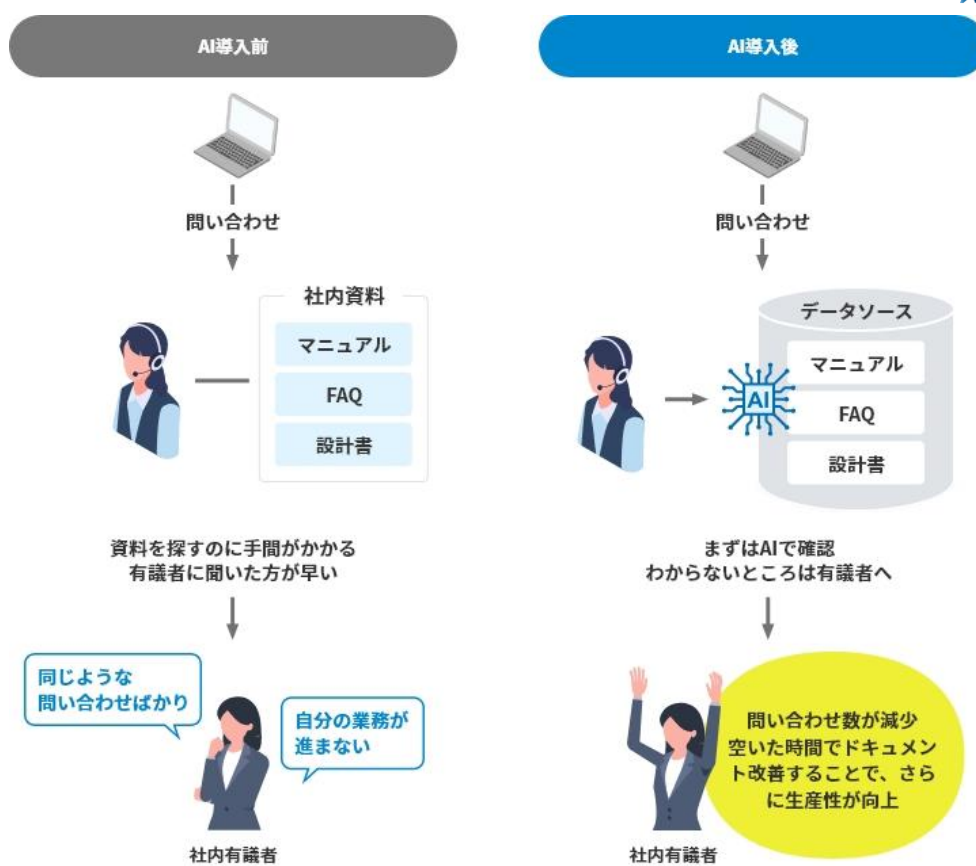 AI導入前
問い合わせ
社内資料
マニュアル
FAQ
設計書
資料を探すのに手間がかかる
有議者に聞いた方が早い
同じような
問い合わせばかり
自分の業務が
進まない
社内有議者
AI導入後
問い合わせ
データソース
AI
マニュアル
FAQ
設計書
まずはAIで確認
わからないところは有議者へ
問い合わせ数が減少
空いた時間でドキュメン
ト改善することで、さら
に生産性が向上
社内有議者